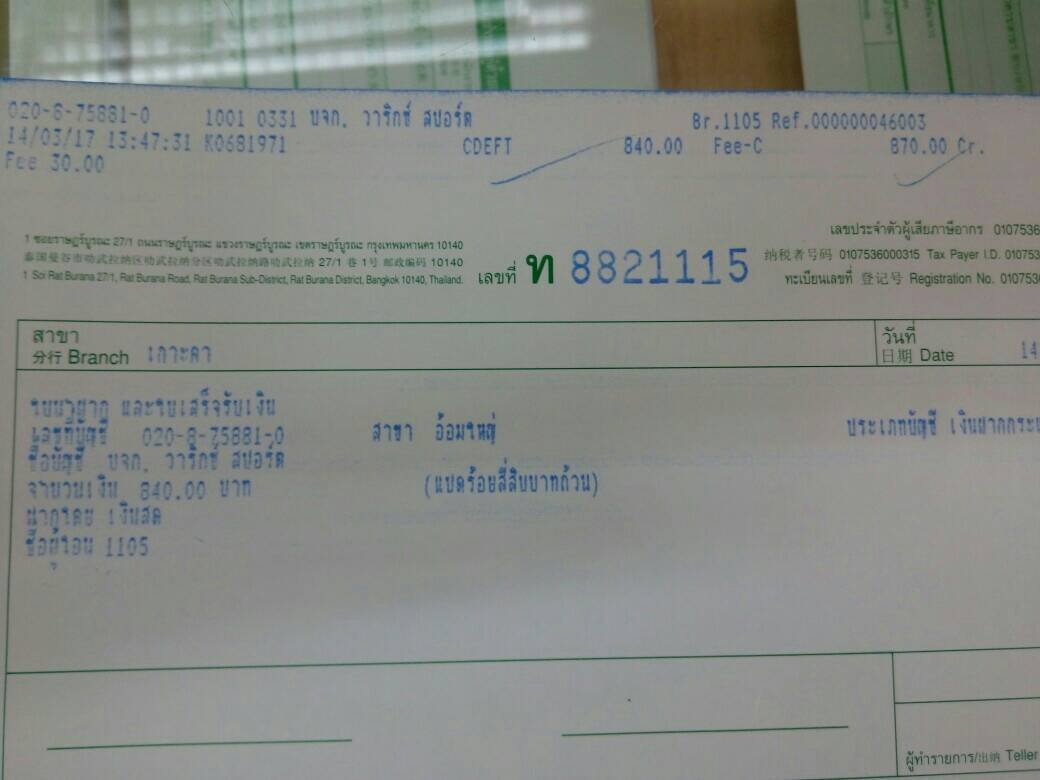 020-8-75881-0 1001 0331 บจก. วาริกซ์ สปอร์ต Br.1105 Ref.000000046003
14/03/17 13:47:31 K0681971 CDEFT 840.00 Fee-C 870.00 Cr.
Fee 30.00
1 ซอยราษฎร์บูรณะ 27/1 ถนนราษฎร์บูรณะ แขวงราษฎร์บูรณะ เขตราษฎร์บูรณะ กรุงเทพมหานคร 10140
泰国曼谷市叻武拉纳区叻武拉纳分区叻武拉纳路叻武拉纳 27/1 巷 1号 邮政编码 10140
1 Soi Rat Burana 27/1, Rat Burana Road, Rat Burana Sub-District, Rat Burana District, Bangkok 10140, Thailand.
เลขที่ ท 8821115
เลขประจำตัวผู้เสียภาษีอากร 0107536
纳税者号码 0107536000315 Tax Payer I.D. 010753
ทะเบียนเลขที่ 登记号 Registration No. 0107536
สาขา
分行 Branch เกาะคา
วันที่
日期 Date 14
ใบนำฝาก และใบเสร็จรับเงิน
เลขที่บัญชี 020-8-75881-0 สาขา อ้อมใหญ่ ประเภทบัญชี เงินฝากกระ
ชื่อบัญชี บจก. วาริกซ์ สปอร์ต
จำนวนเงิน 840.00 บาท (แปดร้อยสี่สิบบาทถ้วน)
นำฝากโดย เงินสด
ชื่อผู้โอน 1105
ผู้ทำรายการ/出纳 Teller